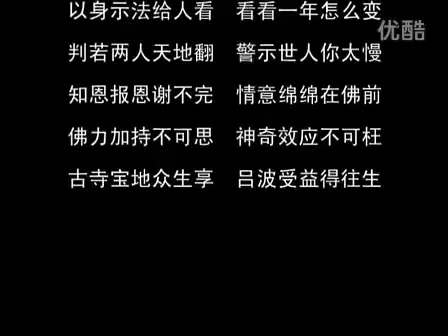 以身示法给人看 看看一年怎么变
优酷
判若两人天地翻 警示世人你太慢
知恩报恩谢不完 情意绵绵在佛前
佛力加持不可思 神奇效应不可枉
古寺宝地众生享 吕波受益得往生